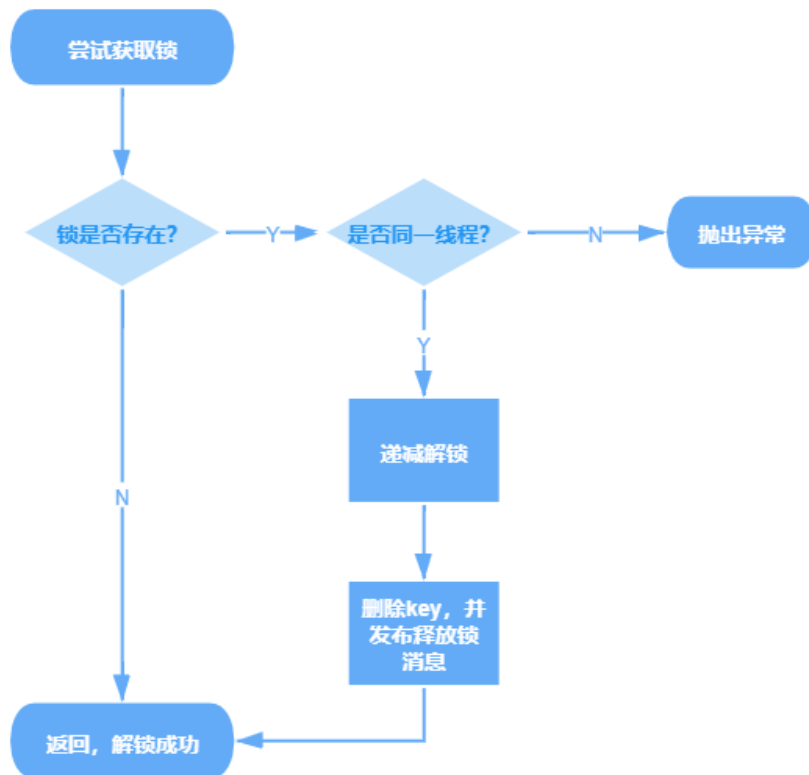 尝试获取锁
锁是否存在?
Y
是否同一线程?
N
抛出异常
Y
递减解锁
N
删除key，并
发布释放锁
消息
返回，解锁成功